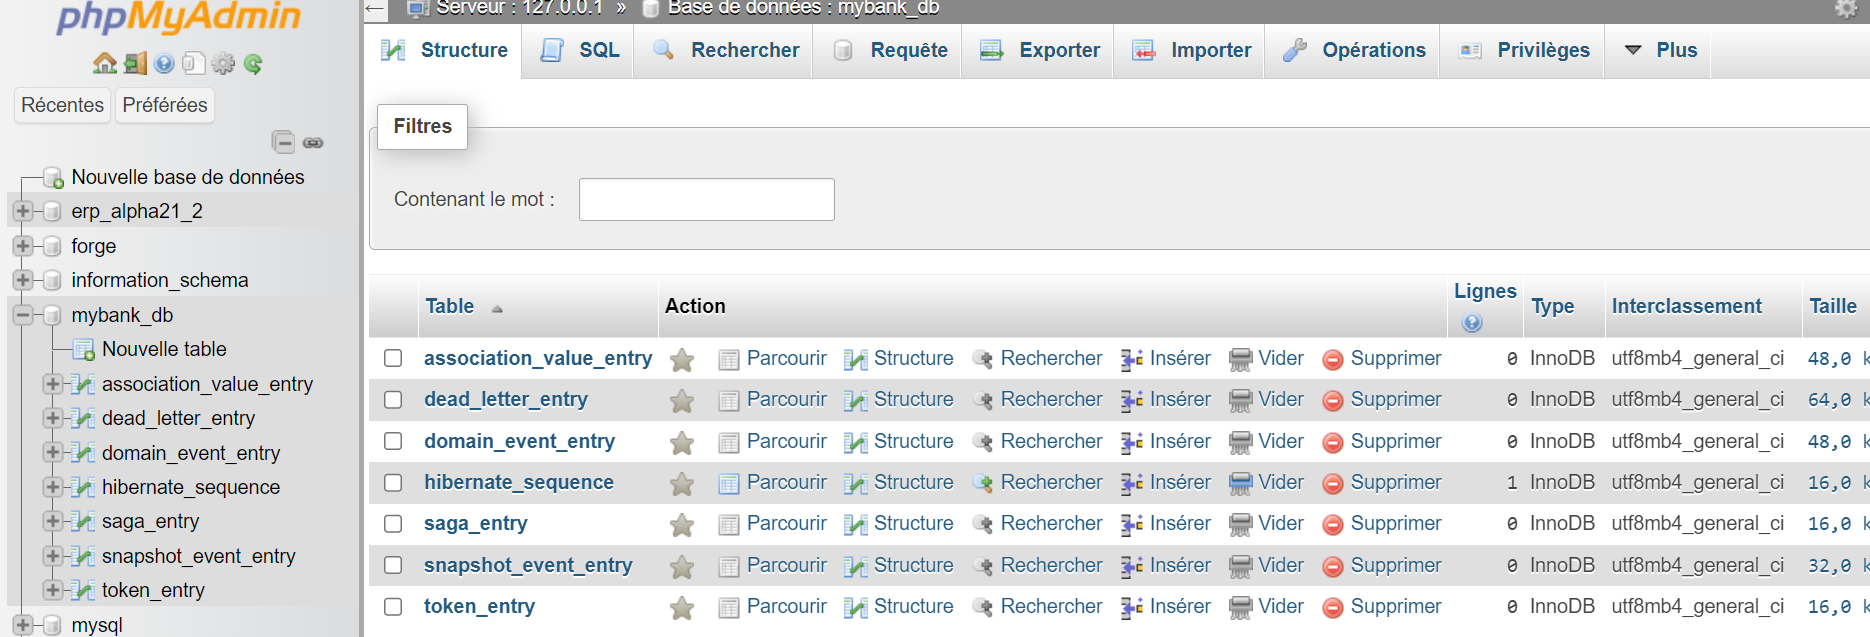 phpMyAdmin
Récentes Préférées
Nouvelle base de données
erp_alpha21_2
forge
information_schema
mybank_db
Nouvelle table
association_value_entry
dead_letter_entry
domain_event_entry
hibernate_sequence
saga_entry
snapshot_event_entry
token_entry
mysql
Serveur : 127.0.0.1 » Base de données : mybank_db
Structure SQL Rechercher Requête Exporter Importer Opérations Privilèges Plus
Filtres
Contenant le mot :
Table Action Lignes Type Interclassement Taille
association_value_entry Parcourir Structure Rechercher Insérer Vider Supprimer 0 InnoDB utf8mb4_general_ci 48,0 k
dead_letter_entry Parcourir Structure Rechercher Insérer Vider Supprimer 0 InnoDB utf8mb4_general_ci 64,0 k
domain_event_entry Parcourir Structure Rechercher Insérer Vider Supprimer 0 InnoDB utf8mb4_general_ci 48,0 k
hibernate_sequence Parcourir Structure Rechercher Insérer Vider Supprimer 1 InnoDB utf8mb4_general_ci 16,0 k
saga_entry Parcourir Structure Rechercher Insérer Vider Supprimer 0 InnoDB utf8mb4_general_ci 16,0 k
snapshot_event_entry Parcourir Structure Rechercher Insérer Vider Supprimer 0 InnoDB utf8mb4_general_ci 32,0 k
token_entry Parcourir Structure Rechercher Insérer Vider Supprimer 0 InnoDB utf8mb4_general_ci 16,0 k